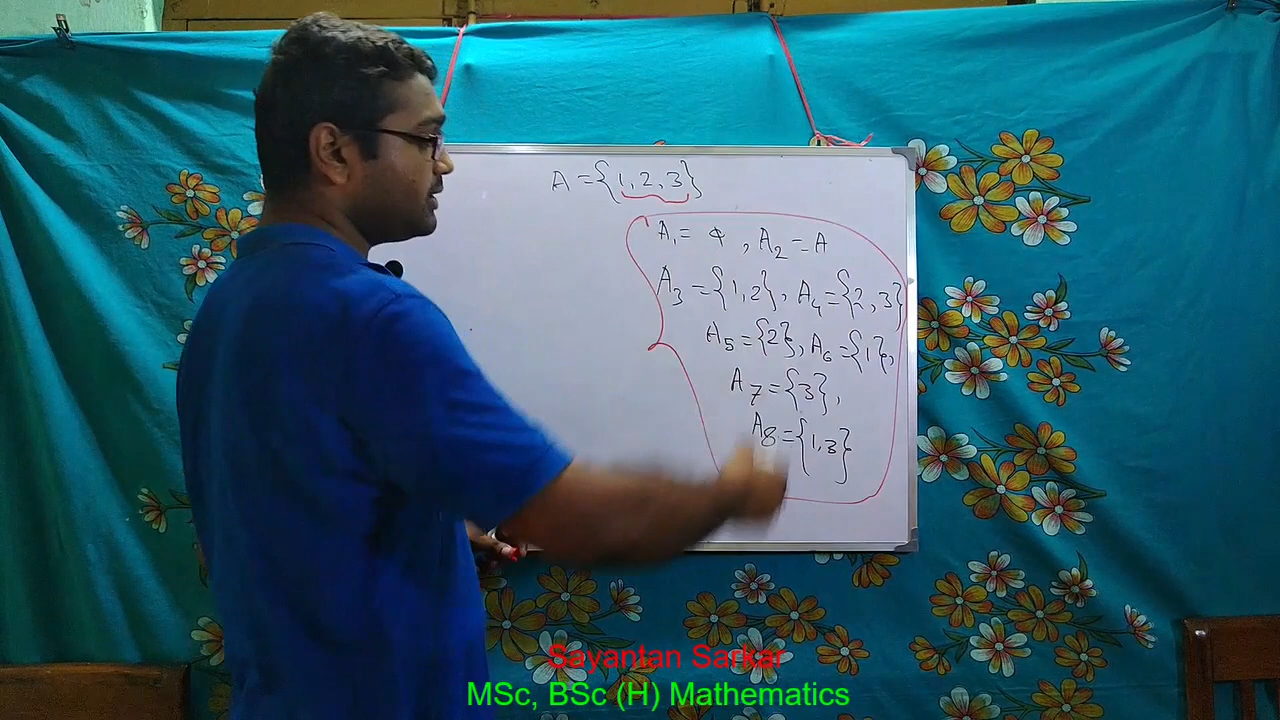 A = {1, 2, 3}
A₁ = φ, A₂ = A
A₃ = {1, 2}, A₄ = {2, 3}
A₅ = {2}, A₆ = {1},
A₇ = {3},
A₈ = {1, 3}
Sayantan Sarkar
MSc, BSc (H) Mathematics